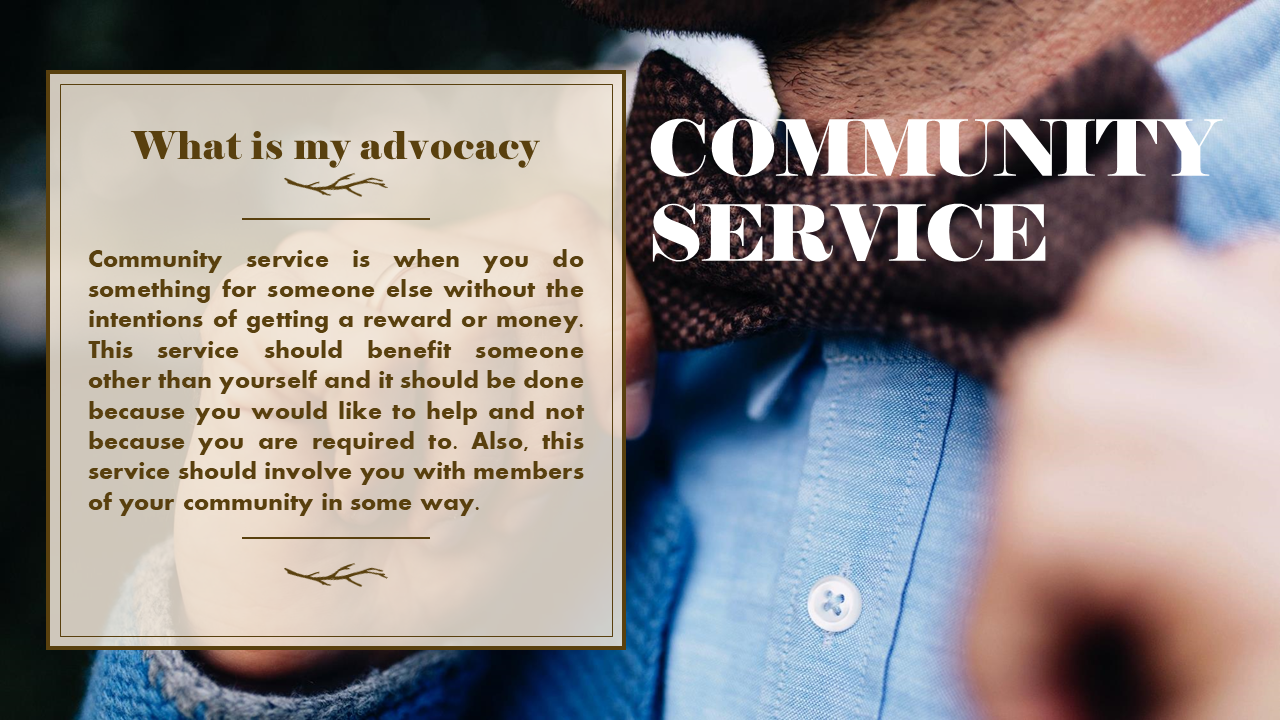 What is my advocacy
Community service is when you do
something for someone else without the
intentions of getting a reward or money.
This service should benefit someone
other than yourself and it should be done
because you would like to help and not
because you are required to. Also, this
service should involve you with members
of your community in some way.
COMMUNITY
SERVICE